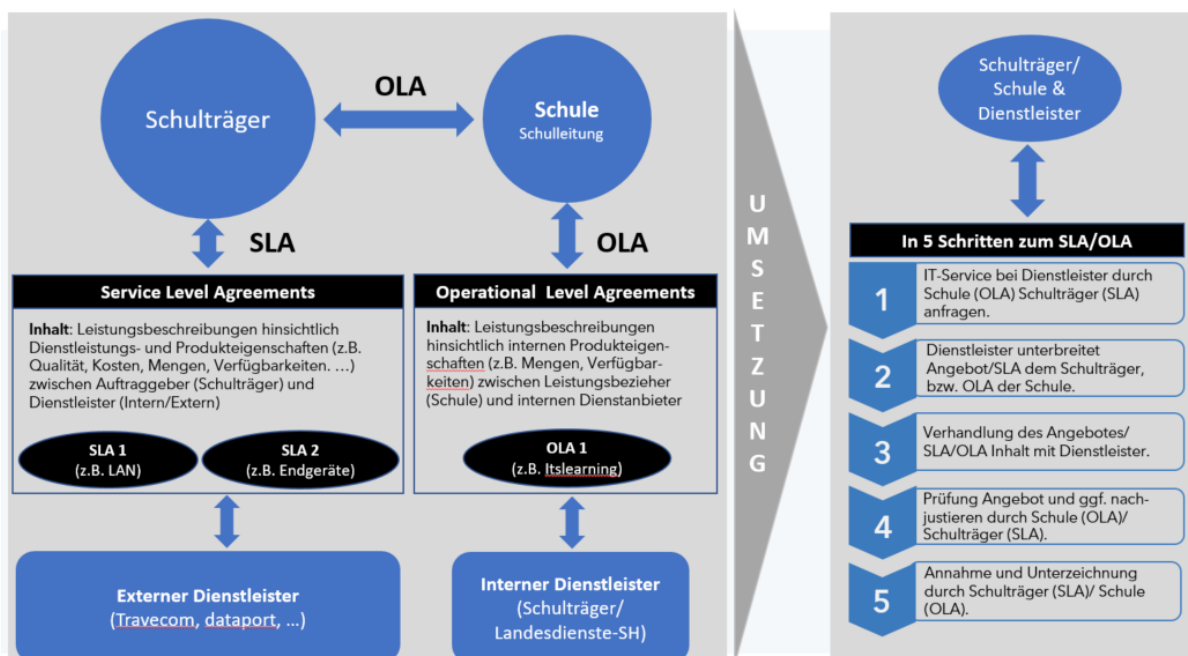 Schulträger
OLA
Schule
Schulleitung
SLA
OLA
Service Level Agreements
Inhalt: Leistungsbeschreibungen hinsichtlich
Dienstleistungs- und Produkteigenschaften (z.B.
Qualität, Kosten, Mengen, Verfügbarkeiten. …)
zwischen Auftraggeber (Schulträger) und
Dienstleister (Intern/Extern)
SLA 1
(z.B. LAN)
SLA 2
(z.B. Endgeräte)
Operational Level Agreements
Inhalt: Leistungsbeschreibungen
hinsichtlich internen Produkteigen-
schaften (z.B. Mengen, Verfügbar-
keiten) zwischen Leistungsbezieher
(Schule) und internen Dienstanbieter
OLA 1
(z.B. Itslearning)
Externer Dienstleister
(Travecom, dataport, …)
Interner Dienstleister
(Schulträger/
Landesdienste-SH)
UMSETZUNG
Schulträger/
Schule &
Dienstleister
In 5 Schritten zum SLA/OLA
1
IT-Service bei Dienstleister durch
Schule (OLA) Schulträger (SLA)
anfragen.
2
Dienstleister unterbreitet
Angebot/SLA dem Schulträger,
bzw. OLA der Schule.
3
Verhandlung des Angebotes/
SLA/OLA Inhalt mit Dienstleister.
4
Prüfung Angebot und ggf. nach-
justieren durch Schule (OLA)/
Schulträger (SLA).
5
Annahme und Unterzeichnung
durch Schulträger (SLA)/ Schule
(OLA).